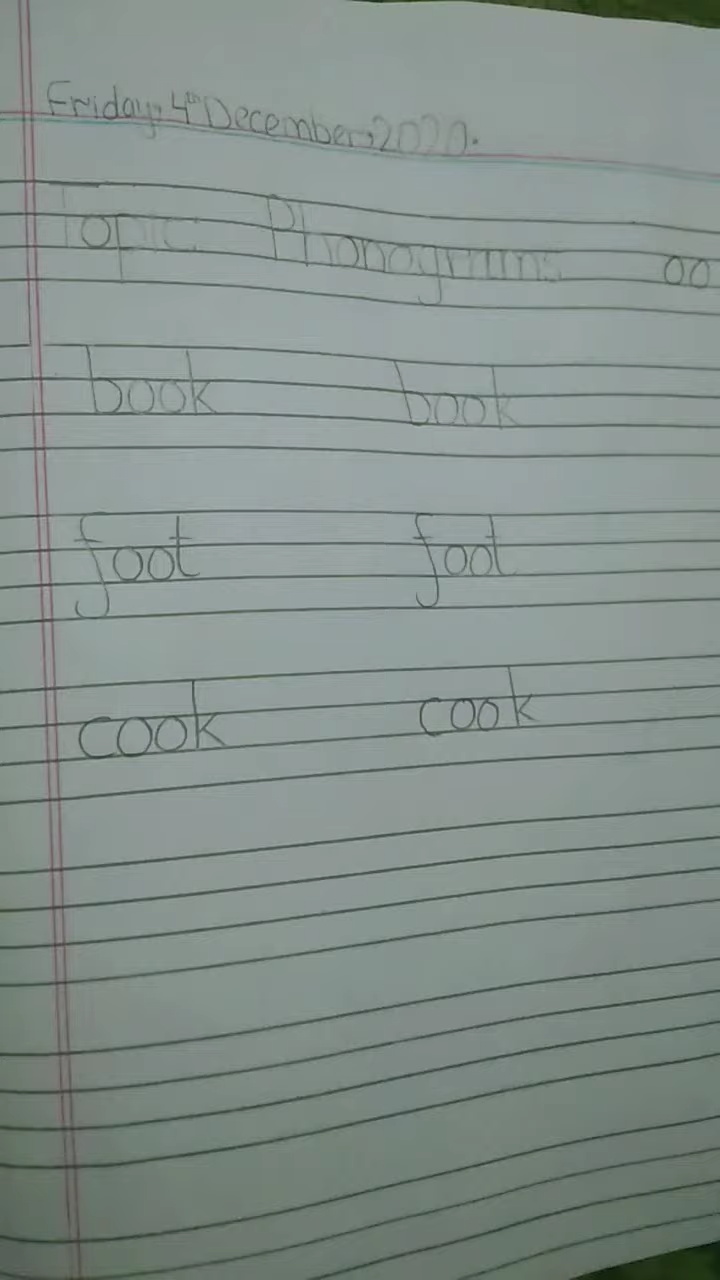 Friday, 4th December, 2020.
Topic: Phonograms oo
book book
foot foot
cook cook